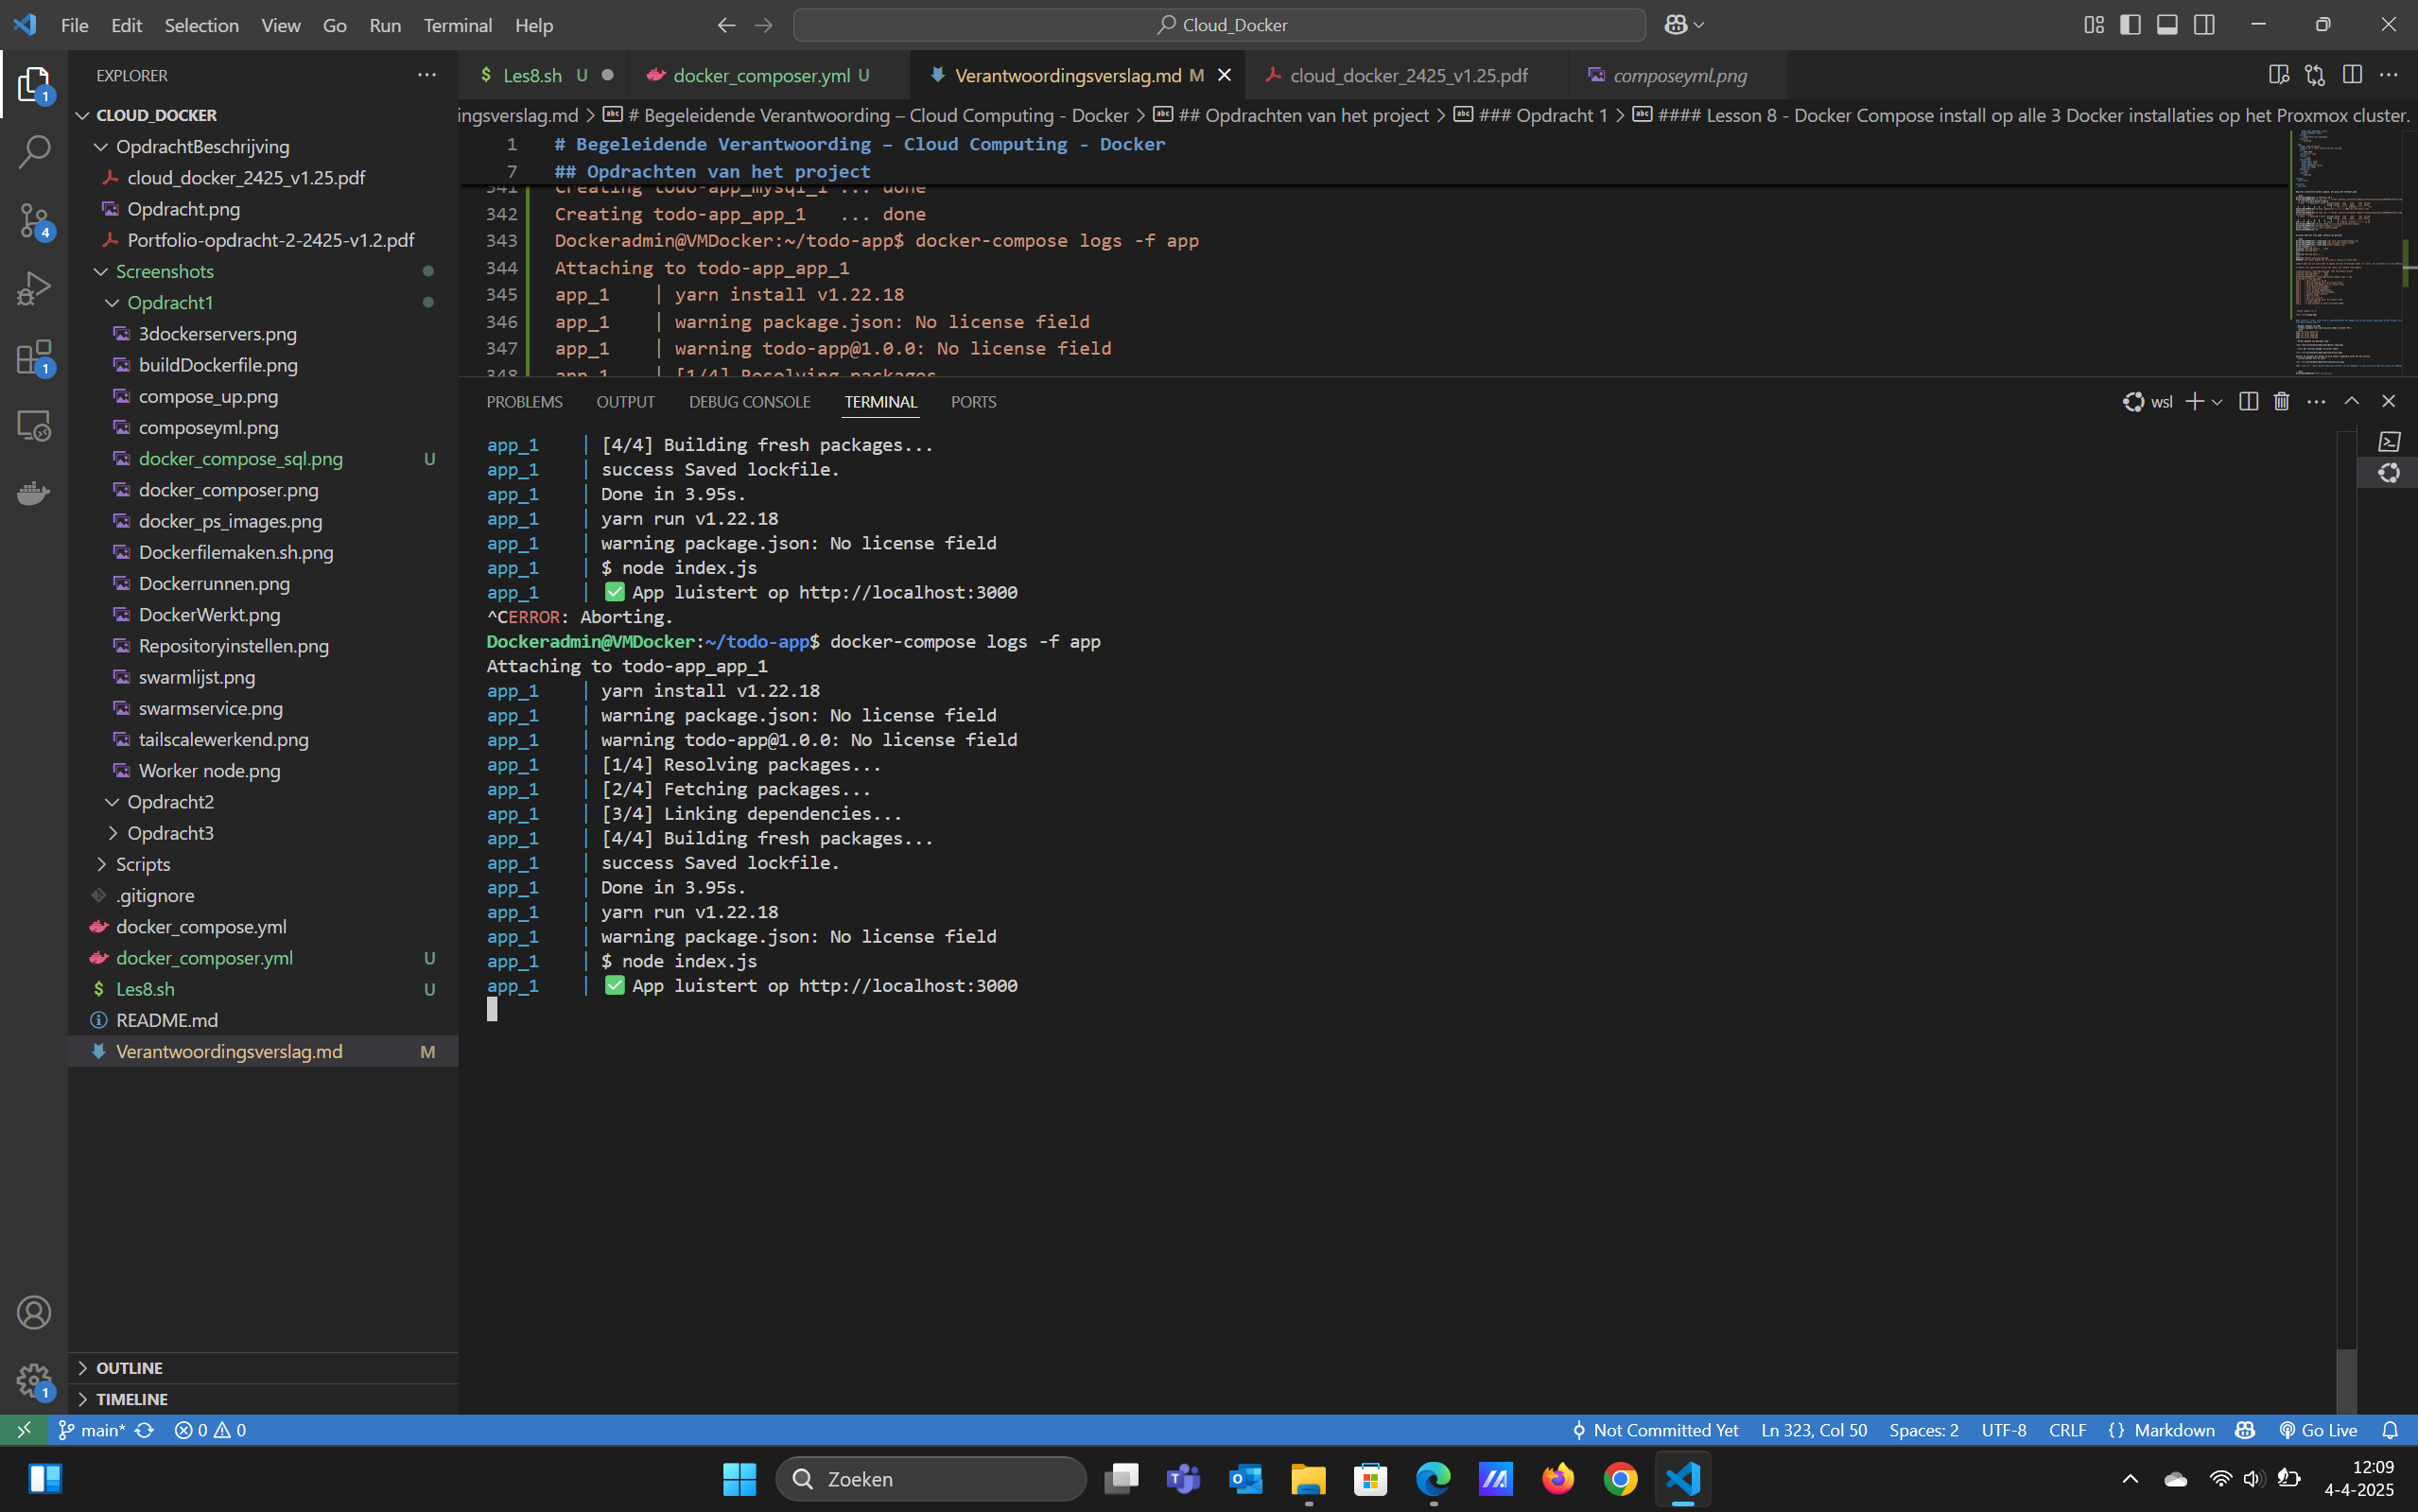 File Edit Selection View Go Run Terminal Help
Cloud_Docker
EXPLORER
CLOUD_DOCKER
OpdrachtBeschrijving
cloud_docker_2425_v1.25.pdf
Opdracht.png
Portfolio-opdracht-2-2425-v1.2.pdf
Screenshots
Opdracht1
3dockerservers.png
buildDockerfile.png
compose_up.png
composeyml.png
docker_compose_sql.png U
docker_composer.png
docker_ps_images.png
Dockerfilemaken.sh.png
Dockerrunnen.png
DockerWerkt.png
Repositoryinstellen.png
swarmlijst.png
swarmservice.png
tailscalewerkend.png
Worker node.png
Opdracht2
Opdracht3
Scripts
.gitignore
docker_compose.yml
docker_composer.yml U
Les8.sh U
README.md
Verantwoordingsverslag.md M
OUTLINE
TIMELINE
Les8.sh U docker_composer.yml U Verantwoordingsverslag.md M cloud_docker_2425_v1.25.pdf composeyml.png
ingsverslag.md > # Begeleidende Verantwoording – Cloud Computing - Docker > ## Opdrachten van het project > ### Opdracht 1 > #### Lesson 8 - Docker Compose install op alle 3 Docker installaties op het Proxmox cluster.
1 # Begeleidende Verantwoording – Cloud Computing - Docker
7 ## Opdrachten van het project
341 Creating todo-app_mysql_1 ... done
342 Creating todo-app_app_1 ... done
343 Dockeradmin@VMDocker:~/todo-app$ docker-compose logs -f app
344 Attaching to todo-app_app_1
345 app_1 | yarn install v1.22.18
346 app_1 | warning package.json: No license field
347 app_1 | warning todo-app@1.0.0: No license field
348 app_1 | [1/4] Resolving packages
PROBLEMS OUTPUT DEBUG CONSOLE TERMINAL PORTS
wsl
app_1 | [4/4] Building fresh packages...
app_1 | success Saved lockfile.
app_1 | Done in 3.95s.
app_1 | yarn run v1.22.18
app_1 | warning package.json: No license field
app_1 | $ node index.js
app_1 | ✅ App luistert op http://localhost:3000
^CERROR: Aborting.
Dockeradmin@VMDocker:~/todo-app$ docker-compose logs -f app
Attaching to todo-app_app_1
app_1 | yarn install v1.22.18
app_1 | warning package.json: No license field
app_1 | warning todo-app@1.0.0: No license field
app_1 | [1/4] Resolving packages...
app_1 | [2/4] Fetching packages...
app_1 | [3/4] Linking dependencies...
app_1 | [4/4] Building fresh packages...
app_1 | success Saved lockfile.
app_1 | Done in 3.95s.
app_1 | yarn run v1.22.18
app_1 | warning package.json: No license field
app_1 | $ node index.js
app_1 | ✅ App luistert op http://localhost:3000
main* 0 0 Not Committed Yet Ln 323, Col 50 Spaces: 2 UTF-8 CRLF {} Markdown Go Live
Zoeken
12:09
4-4-2025